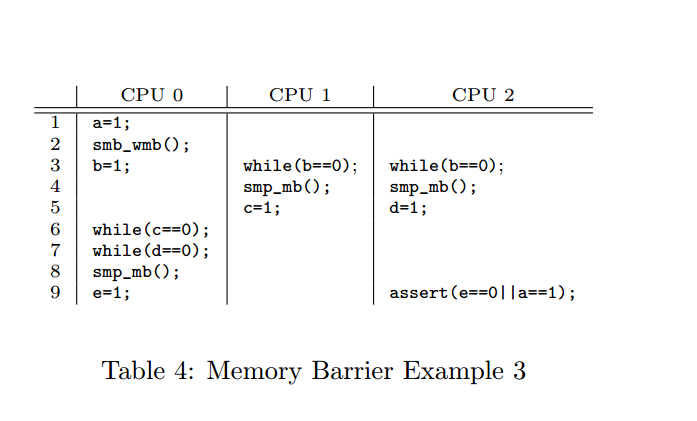 CPU 0 CPU 1 CPU 2
1 a=1;
2 smb_wmb();
3 b=1; while(b==0); while(b==0);
4 smp_mb(); smp_mb();
5 c=1; d=1;
6 while(c==0);
7 while(d==0);
8 smp_mb();
9 e=1; assert(e==0||a==1);
Table 4: Memory Barrier Example 3